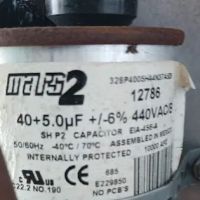 mars2
12786
40+5.0µF +/-6% 440VAC/B
SH P2 CAPACITOR EIA-456-A
50/60Hz -40°C / 70°C ASSEMBLED IN MEXICO
INTERNALLY PROTECTED 10000 AFC
685
E229850
C22.2 NO.190 NO PCB'S